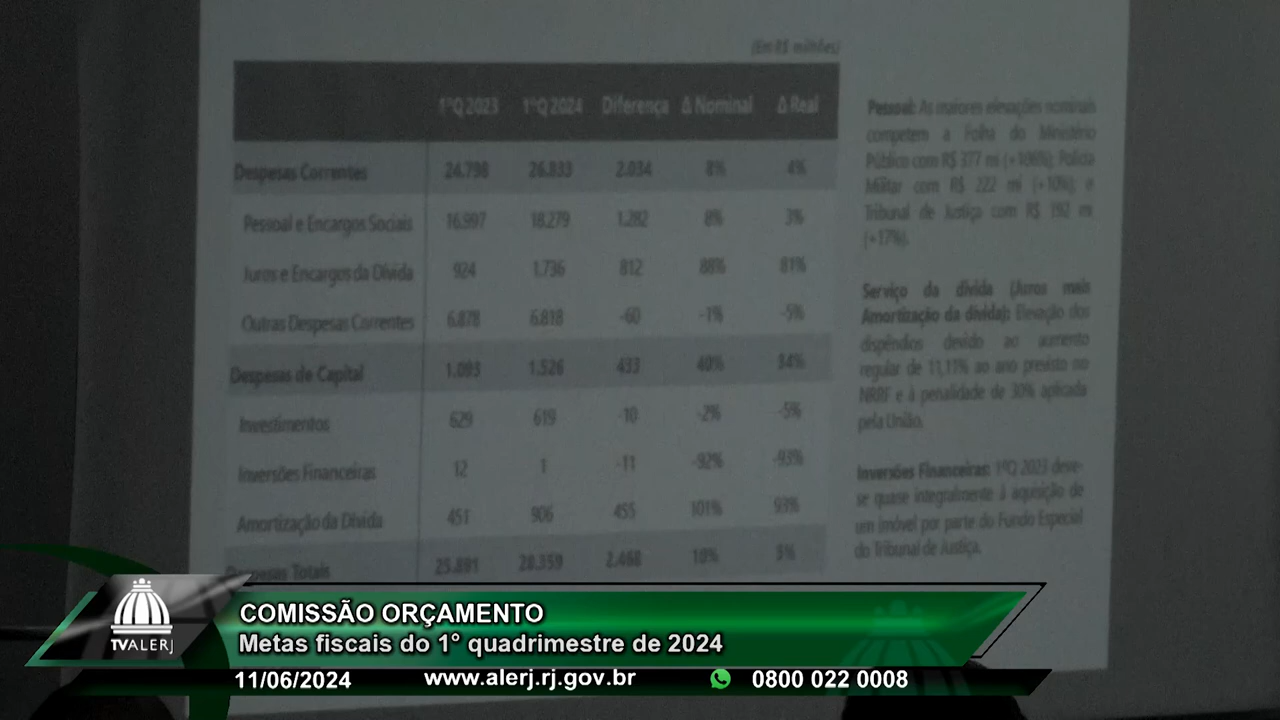 (Em R$ milhões)
1ºQ 2023 1ºQ 2024 Diferença Δ Nominal Δ Real
Despesas Correntes 24.798 26.833 2.034 8% 4%
Pessoal e Encargos Sociais 16.997 18.279 1.282 8% 3%
Juros e Encargos da Dívida 924 1.736 812 88% 81%
Outras Despesas Correntes 6.878 6.818 -60 -1% -5%
Despesas de Capital 1.093 1.526 433 40% 34%
Investimentos 629 619 -10 -2% -5%
Inversões Financeiras 12 1 -11 -92% -93%
Amortização da Dívida 451 906 455 101% 93%
Totais 25.891 28.359 2.468 10% 5%
Pessoal: As maiores elevações nominais
competem a Folha do Ministério
Público com R$ 377 mi (+106%); Polícia
Militar com R$ 222 mi (+10%); e
Tribunal de Justiça com R$ 192 mi
(+17%).
Serviço da dívida (Juros mais
Amortização da dívida): Elevação dos
dispêndios devido ao aumento
regular de 11,11% ao ano previsto no
NRRF e à penalidade de 30% aplicada
pela União.
Inversões Financeiras: 1ºQ 2023 deve-
se quase integralmente à aquisição de
um imóvel por parte do Fundo Especial
do Tribunal de Justiça.
TVALERJ
COMISSÃO ORÇAMENTO
Metas fiscais do 1° quadrimestre de 2024
11/06/2024 www.alerj.rj.gov.br 0800 022 0008